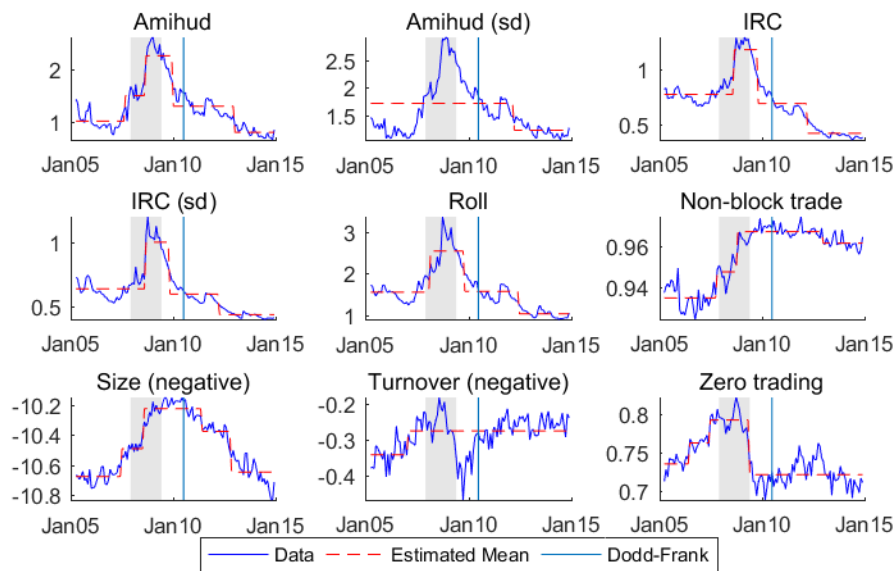 Amihud
Amihud (sd)
IRC
2
1
Jan05
Jan10
Jan15
2.5
2
1.5
Jan05
Jan10
Jan15
1
0.5
Jan05
Jan10
Jan15
IRC (sd)
Roll
Non-block trade
1
0.5
Jan05
Jan10
Jan15
3
2
1
Jan05
Jan10
Jan15
0.96
0.94
Jan05
Jan10
Jan15
Size (negative)
Turnover (negative)
Zero trading
-10.2
-10.4
-10.6
-10.8
Jan05
Jan10
Jan15
-0.2
-0.3
-0.4
Jan05
Jan10
Jan15
0.8
0.75
0.7
Jan05
Jan10
Jan15
Data
Estimated Mean
Dodd-Frank